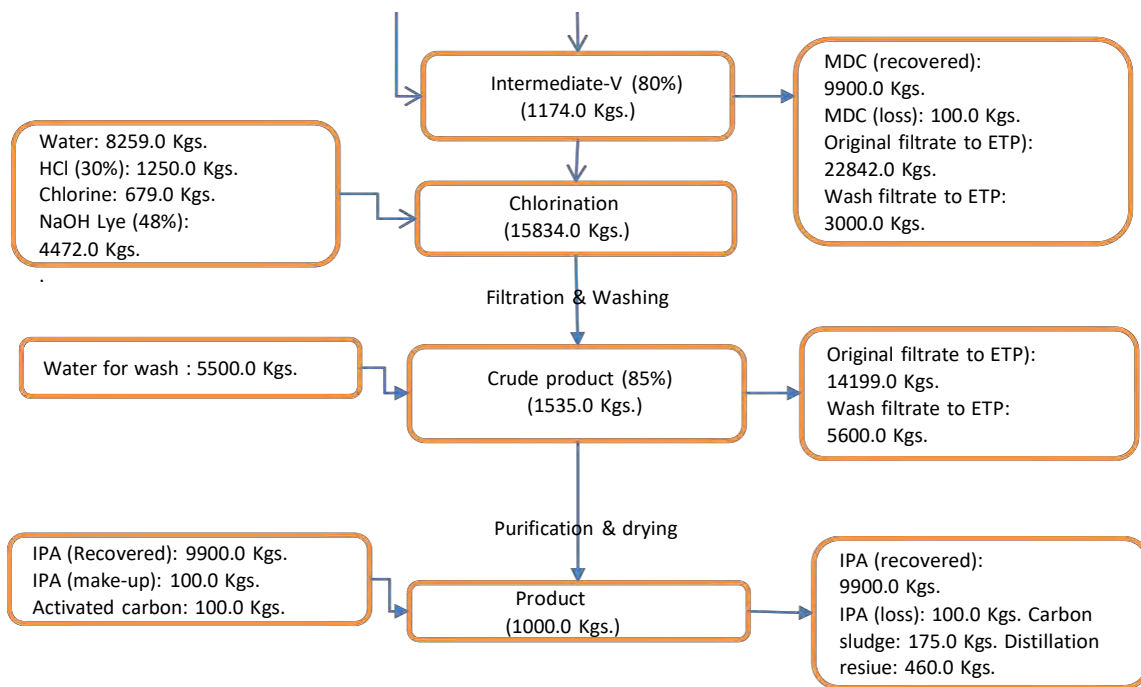 Intermediate-V (80%)
(1174.0 Kgs.)
MDC (recovered):
9900.0 Kgs.
MDC (loss): 100.0 Kgs.
Original filtrate to ETP):
22842.0 Kgs.
Wash filtrate to ETP:
3000.0 Kgs.
Water: 8259.0 Kgs.
HCl (30%): 1250.0 Kgs.
Chlorine: 679.0 Kgs.
NaOH Lye (48%):
4472.0 Kgs.
.
Chlorination
(15834.0 Kgs.)
Filtration & Washing
Water for wash : 5500.0 Kgs.
Crude product (85%)
(1535.0 Kgs.)
Original filtrate to ETP):
14199.0 Kgs.
Wash filtrate to ETP:
5600.0 Kgs.
Purification & drying
IPA (Recovered): 9900.0 Kgs.
IPA (make-up): 100.0 Kgs.
Activated carbon: 100.0 Kgs.
Product
(1000.0 Kgs.)
IPA (recovered):
9900.0 Kgs.
IPA (loss): 100.0 Kgs. Carbon
sludge: 175.0 Kgs. Distillation
resiue: 460.0 Kgs.